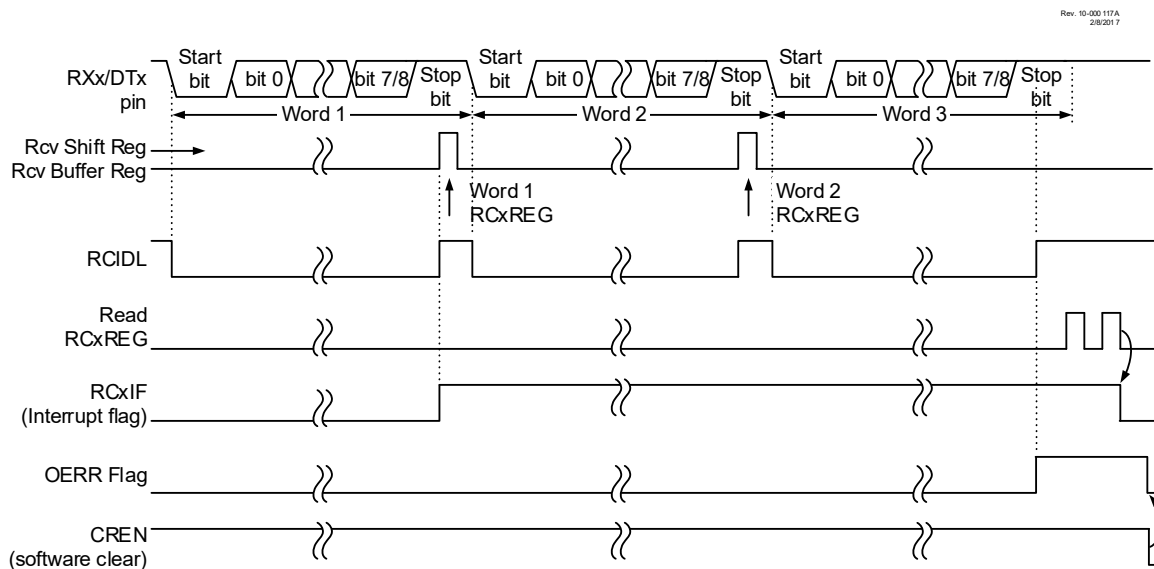 Rev. 10-000 117A
2/8/2017
RXx/DTx
pin
Start
bit
bit 0
bit 7/8
Stop
bit
Start
bit
bit 0
bit 7/8
Stop
bit
Start
bit
bit 0
bit 7/8
Stop
bit
Word 1
Word 2
Word 3
Rcv Shift Reg
Rcv Buffer Reg
Word 1
RCxREG
Word 2
RCxREG
RCIDL
Read
RCxREG
RCxIF
(Interrupt flag)
OERR Flag
CREN
(software clear)